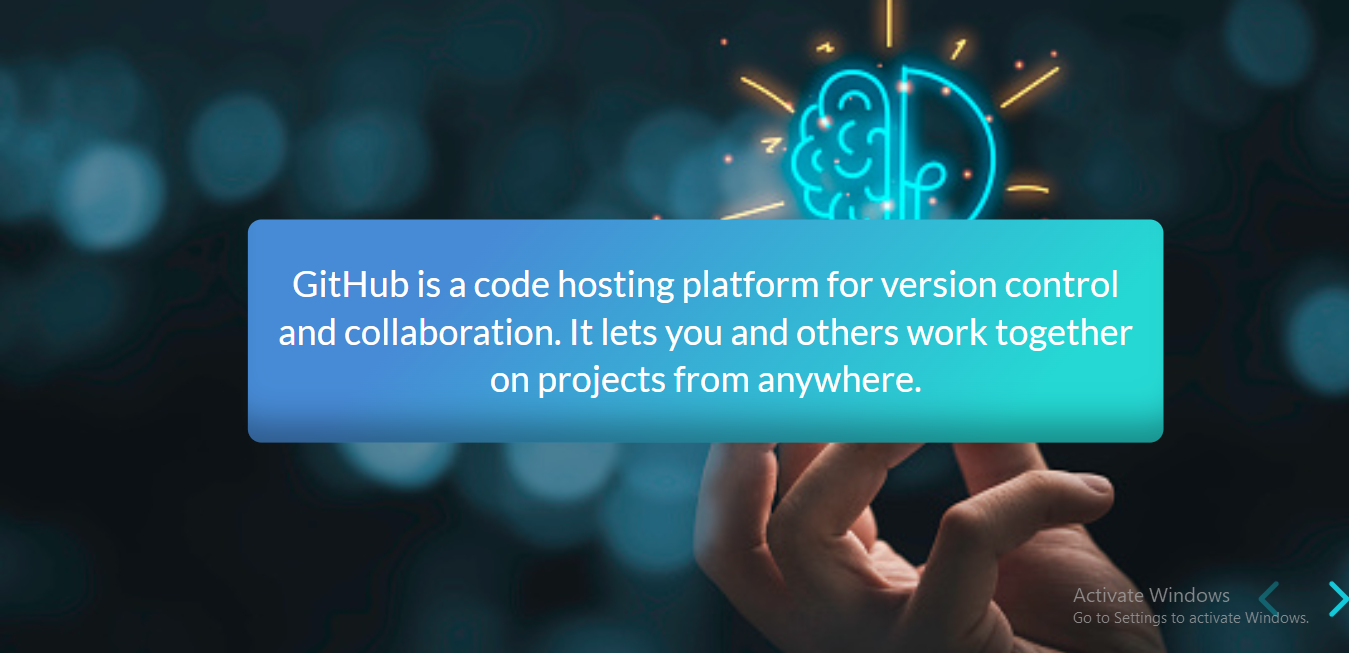 GitHub is a code hosting platform for version control
and collaboration. It lets you and others work together
on projects from anywhere.
Activate Windows
Go to Settings to activate Windows.